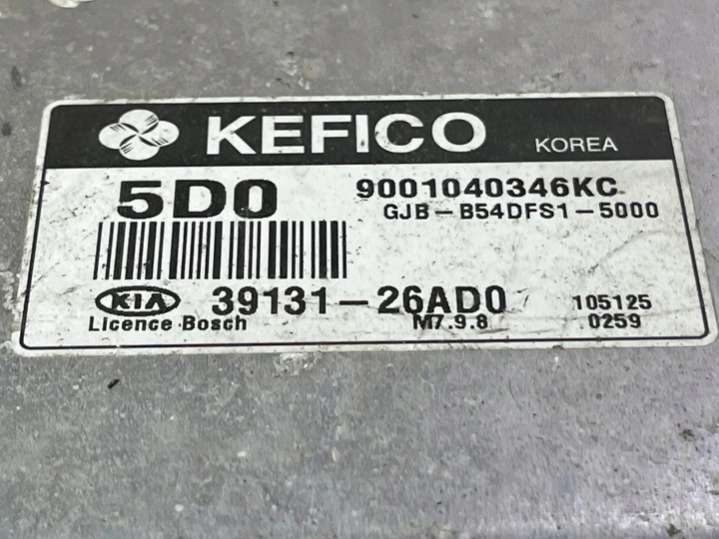 KEFICO KOREA
5D0 9001040346KC
GJB-B54DFS1-5000
KIA 39131-26AD0 105125
Licence Bosch M7.9.8 0259